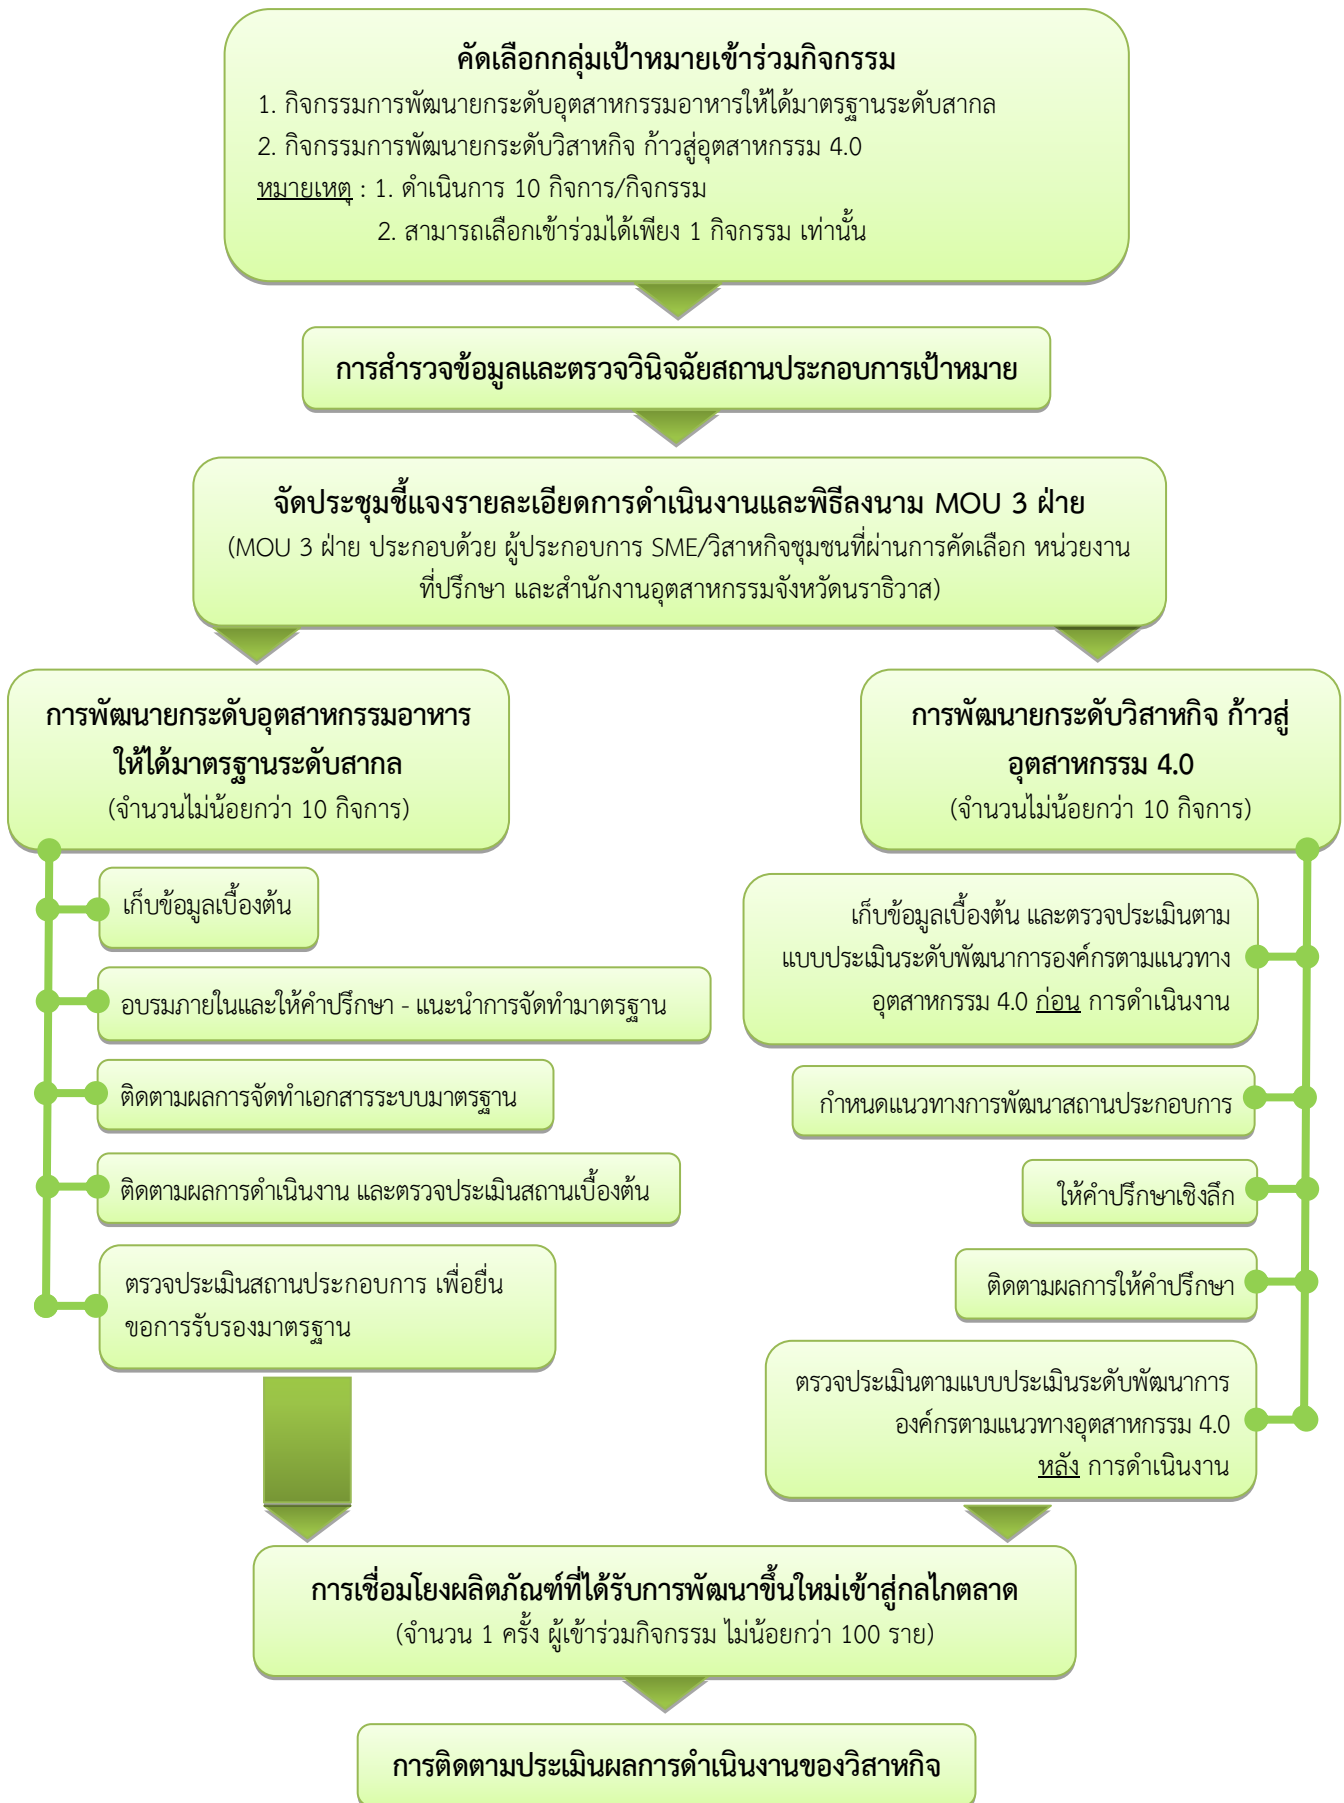 คัดเลือกกลุ่มเป้าหมายเข้าร่วมกิจกรรม
1. กิจกรรมการพัฒนายกระดับอุตสาหกรรมอาหารให้ได้มาตรฐานระดับสากล
2. กิจกรรมการพัฒนายกระดับวิสาหกิจ ก้าวสู่อุตสาหกรรม 4.0
หมายเหตุ : 1. ดำเนินการ 10 กิจการ/กิจกรรม
2. สามารถเลือกเข้าร่วมได้เพียง 1 กิจกรรม เท่านั้น
การสำรวจข้อมูลและตรวจวินิจฉัยสถานประกอบการเป้าหมาย
จัดประชุมชี้แจงรายละเอียดการดำเนินงานและพิธีลงนาม MOU 3 ฝ่าย
(MOU 3 ฝ่าย ประกอบด้วย ผู้ประกอบการ SME/วิสาหกิจชุมชนที่ผ่านการคัดเลือก หน่วยงาน
ที่ปรึกษา และสำนักงานอุตสาหกรรมจังหวัดนราธิวาส)
การพัฒนายกระดับอุตสาหกรรมอาหาร
ให้ได้มาตรฐานระดับสากล
(จำนวนไม่น้อยกว่า 10 กิจการ)
เก็บข้อมูลเบื้องต้น
อบรมภายในและให้คำปรึกษา - แนะนำการจัดทำมาตรฐาน
ติดตามผลการจัดทำเอกสารระบบมาตรฐาน
ติดตามผลการดำเนินงาน และตรวจประเมินสถานเบื้องต้น
ตรวจประเมินสถานประกอบการ เพื่อยื่น
ขอการรับรองมาตรฐาน
การพัฒนายกระดับวิสาหกิจ ก้าวสู่
อุตสาหกรรม 4.0
(จำนวนไม่น้อยกว่า 10 กิจการ)
เก็บข้อมูลเบื้องต้น และตรวจประเมินตาม
แบบประเมินระดับพัฒนาการองค์กรตามแนวทาง
อุตสาหกรรม 4.0 ก่อน การดำเนินงาน
กำหนดแนวทางการพัฒนาสถานประกอบการ
ให้คำปรึกษาเชิงลึก
ติดตามผลการให้คำปรึกษา
ตรวจประเมินตามแบบประเมินระดับพัฒนาการ
องค์กรตามแนวทางอุตสาหกรรม 4.0
หลัง การดำเนินงาน
การเชื่อมโยงผลิตภัณฑ์ที่ได้รับการพัฒนาขึ้นใหม่เข้าสู่กลไกตลาด
(จำนวน 1 ครั้ง ผู้เข้าร่วมกิจกรรม ไม่น้อยกว่า 100 ราย)
การติดตามประเมินผลการดำเนินงานของวิสาหกิจ